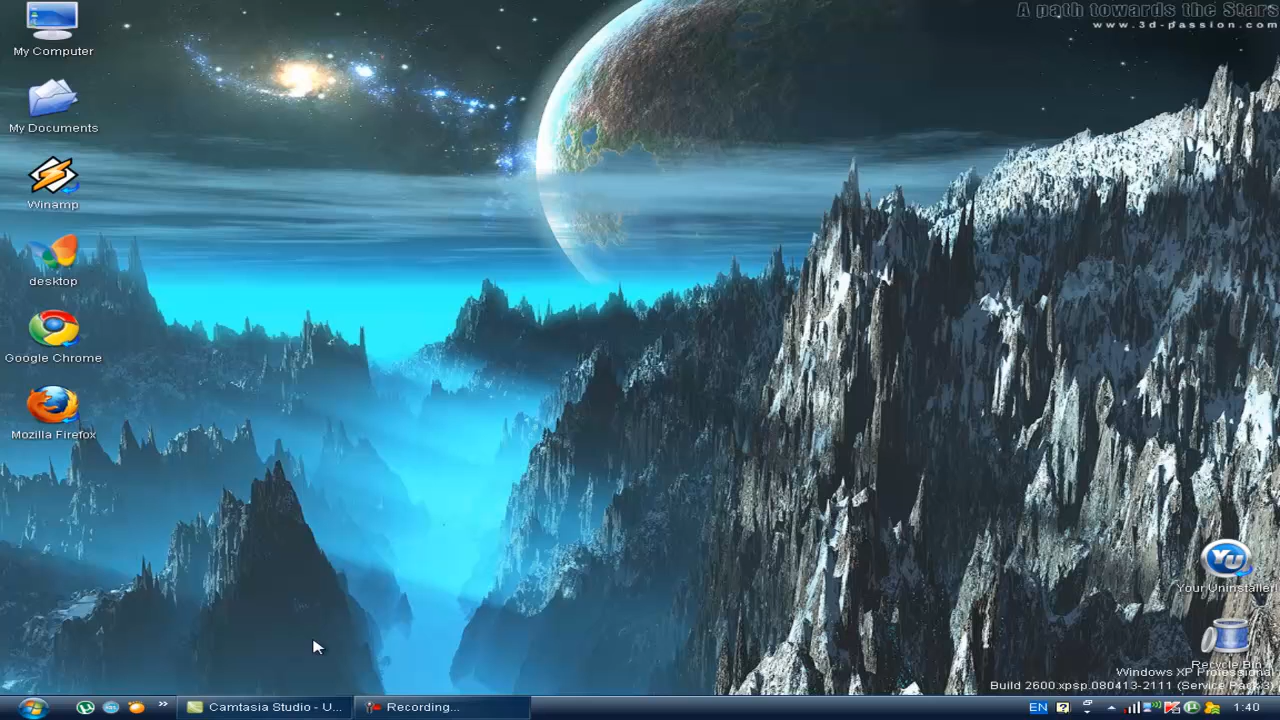 A path towards the Stars
www.3d-passion.com
My Computer
My Documents
Winamp
desktop
Google Chrome
Mozilla Firefox
YU
Your Uninstaller!
Recycle Bin
Windows XP Professional
Build 2600.xpsp.080413-2111 (Service Pack 3)
Camtasia Studio - U...
Recording...
EN
1:40